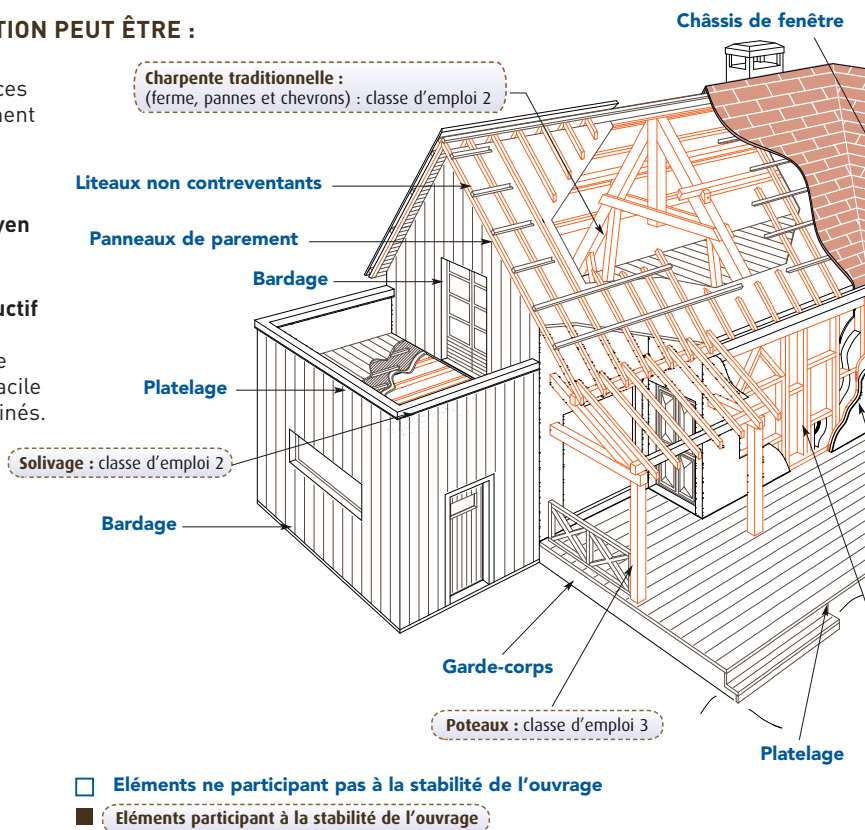 TION PEUT ÊTRE :
Châssis de fenêtre
Charpente traditionnelle :
(ferme, pannes et chevrons) : classe d'emploi 2
ces
ment
Liteaux non contreventants
yen
Panneaux de parement
Bardage
uctif
e
acile
inés.
Platelage
Solivage : classe d'emploi 2
Bardage
Garde-corps
Poteaux : classe d'emploi 3
Platelage
Eléments ne participant pas à la stabilité de l'ouvrage
Eléments participant à la stabilité de l'ouvrage